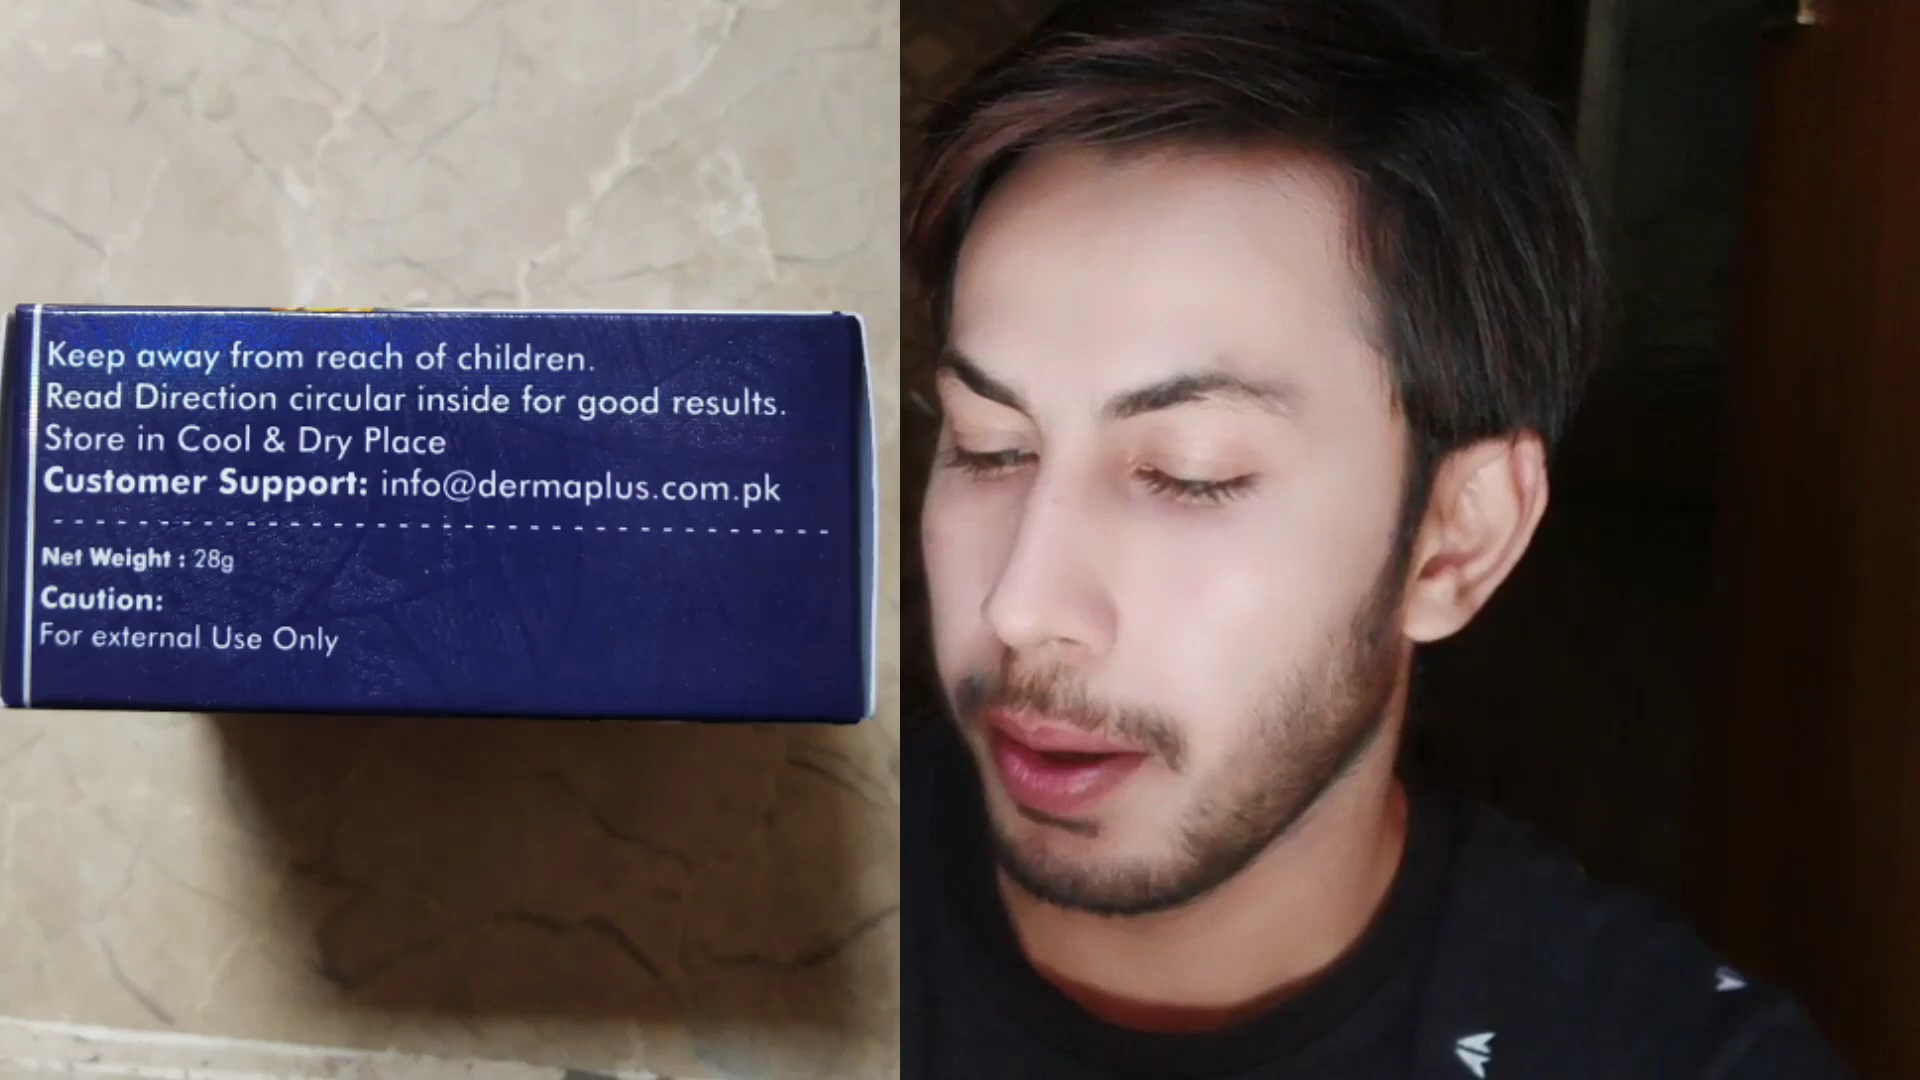 Keep away from reach of children.
Read Direction circular inside for good results.
Store in Cool & Dry Place
Customer Support: info@dermaplus.com.pk
Net Weight : 28g
Caution:
For external Use Only